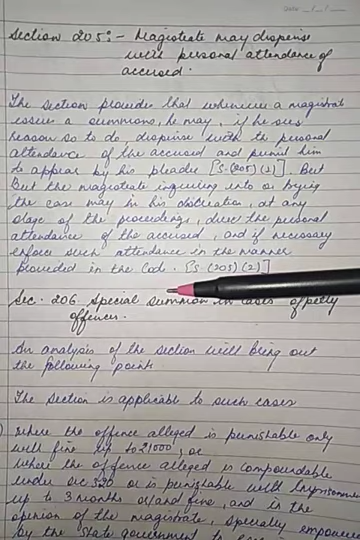 Section 205:- Magistrate may dispense
with personal attendance of
accused.
The section provides that whenever a magistrate
issues a summons, he may, if he sees
reason so to do, dispense with the personal
attendance of the accused and permit him
to appear by his pleader [S-(205)(1)]. But
But the magistrate inquiring into or trying
the case may in his discretion, at any
stage of the proceedings, direct the personal
attendance of the accused, and if necessary
enforce such attendance in the manner
provided in the Code. [S (205)(2)]
Sec. 206. Special summon in cases of petty
offences.
An analysis of the section will bring out
the following points
The section is applicable to such cases
) where the offence alleged is punishable only
with fine up to 1000, or
where the offence alleged is compoundable
under sec 320 or is punishable with Imprisonment
up to 3 months or/and fine, and in the
opinion of the magistrate, specially empowered
by the State government to